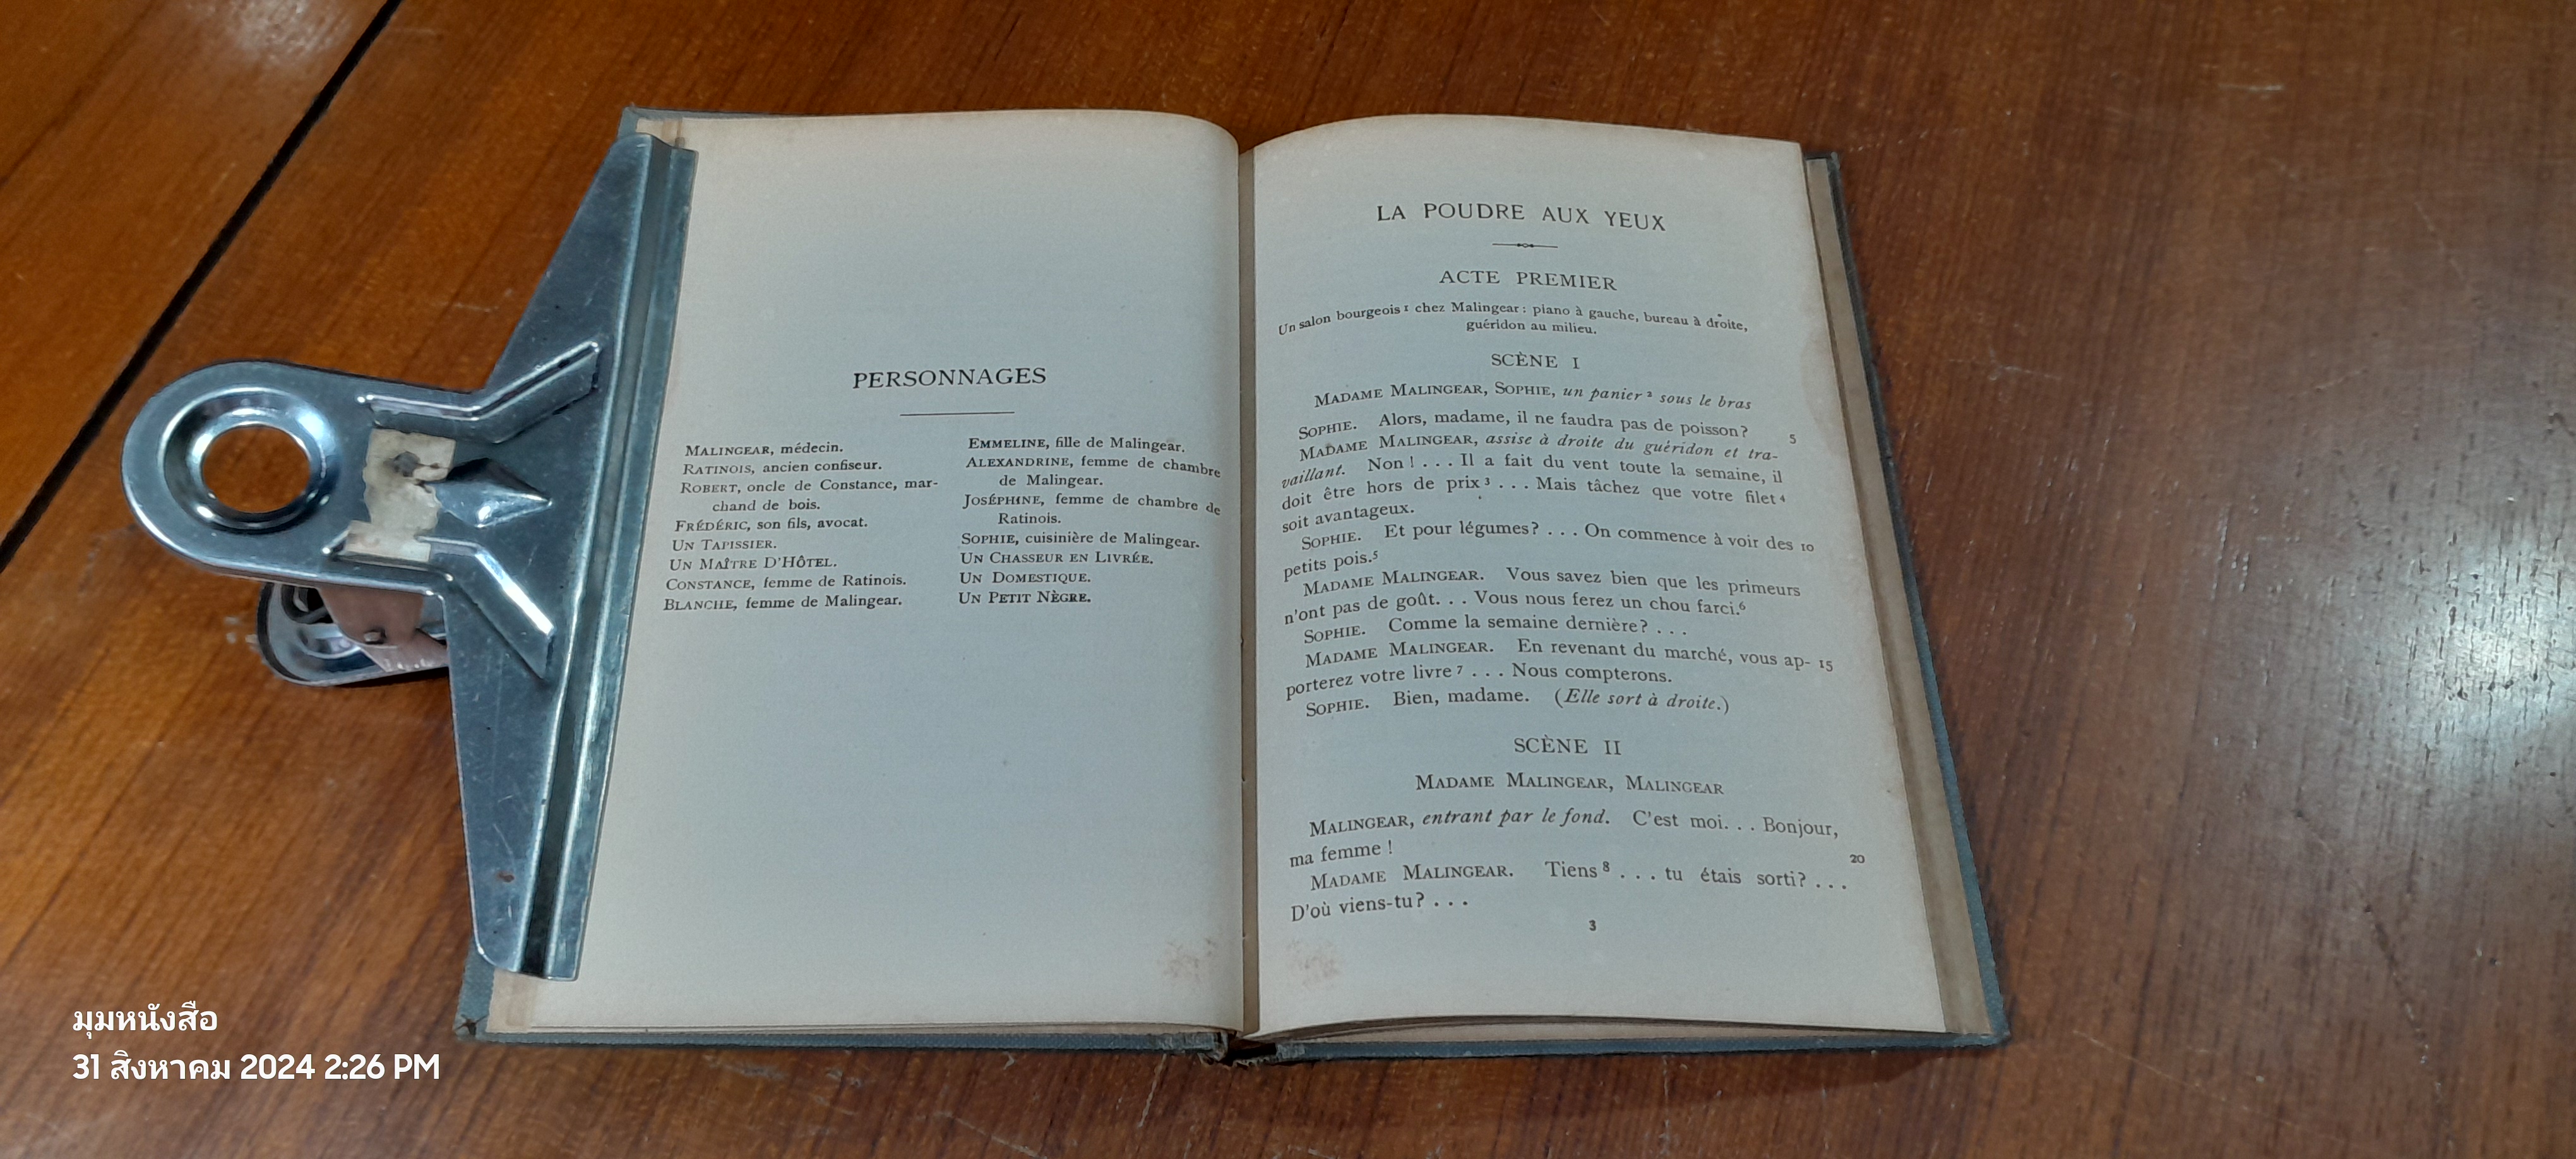 PERSONNAGES
MALINGEAR, médecin.
RATINOIS, ancien confiseur.
ROBERT, oncle de Constance, mar-
chand de bois.
FRÉDÉRIC, son fils, avocat.
UN TAPISSIER.
UN MAÎTRE D'HÔTEL.
CONSTANCE, femme de Ratinois.
BLANCHE, femme de Malingear.
EMMELINE, fille de Malingear.
ALEXANDRINE, femme de chambre
de Malingear.
JOSÉPHINE, femme de chambre de
Ratinois.
SOPHIE, cuisinière de Malingear.
UN CHASSEUR EN LIVRÉE.
UN DOMESTIQUE.
UN PETIT NÈGRE.
LA POUDRE AUX YEUX
ACTE PREMIER
Un salon bourgeois 1 chez Malingear : piano à gauche, bureau à droite,
guéridon au milieu.
SCÈNE I
MADAME MALINGEAR, SOPHIE, un panier 2 sous le bras
SOPHIE. Alors, madame, il ne faudra pas de poisson? 5
MADAME MALINGEAR, assise à droite du guéridon et tra-
vaillant. Non ! . . . Il a fait du vent toute la semaine, il
doit être hors de prix 3 . . . Mais tâchez que votre filet 4
soit avantageux.
SOPHIE. Et pour légumes? . . . On commence à voir des 10
petits pois.5
MADAME MALINGEAR. Vous savez bien que les primeurs
n'ont pas de goût. . . Vous nous ferez un chou farci.6
SOPHIE. Comme la semaine dernière? . . .
MADAME MALINGEAR. En revenant du marché, vous ap- 15
porterez votre livre 7 . . . Nous compterons.
SOPHIE. Bien, madame. (Elle sort à droite.)
SCÈNE II
MADAME MALINGEAR, MALINGEAR
MALINGEAR, entrant par le fond. C'est moi. . . Bonjour,
ma femme ! 20
MADAME MALINGEAR. Tiens 8 . . . tu étais sorti? . . .
D'où viens-tu? . . .
3
มุมหนังสือ
31 สิงหาคม 2024 2:26 PM